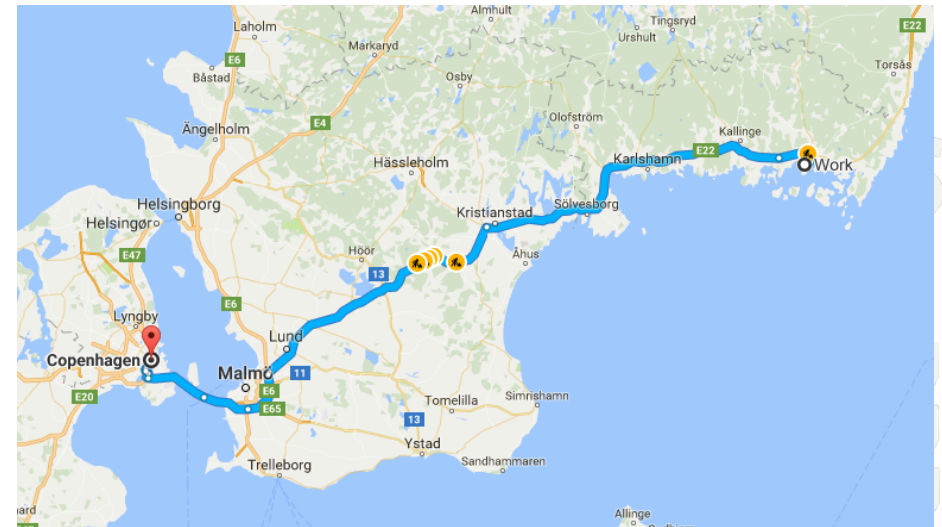 Almhult
Tingsryd
E22
Laholm
Urshult
Markaryd
E6
Torsås
Båstad
Osby
Olofström
E4
Ängelholm
Kallinge
E22
Hässleholm
Karlshamn
Work
Helsingborg
Sölvesborg
Kristianstad
Helsingør
Höör
Åhus
E47
13
E6
Lyngby
Lund
Copenhagen
Malmö
11
E6
E20
E65
Tomelilla
Simrishamn
13
Ystad
Trelleborg
Sandhammaren
Allinge